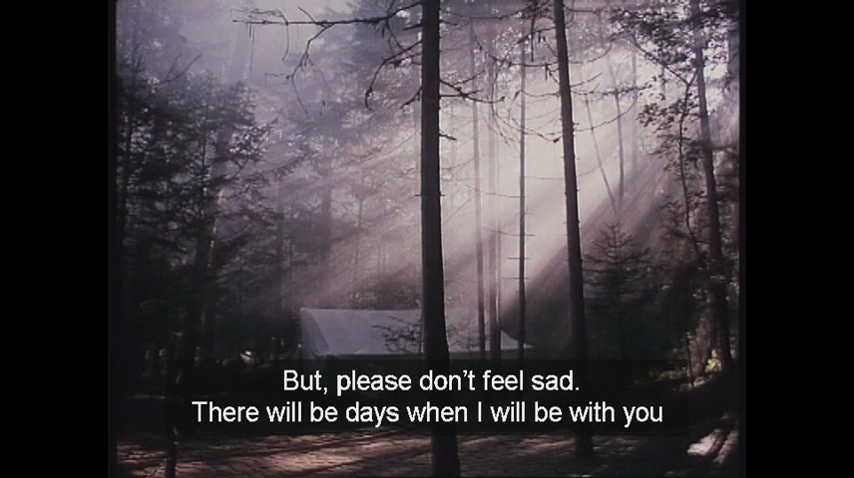 But, please don't feel sad.
There will be days when I will be with you